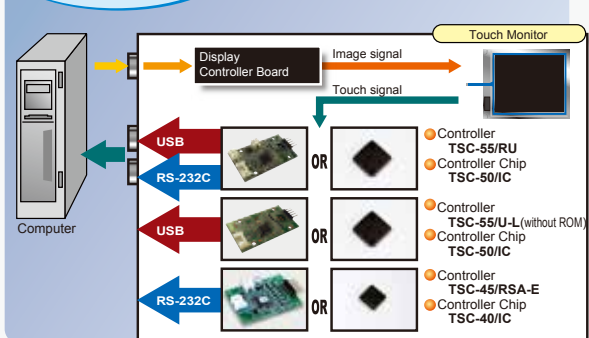 Touch Monitor
Display
Controller Board
Image signal
Touch signal
Computer
USB
RS-232C
OR
Controller
TSC-55/RU
Controller Chip
TSC-50/IC
USB
OR
Controller
TSC-55/U-L(without ROM)
Controller Chip
TSC-50/IC
RS-232C
OR
Controller
TSC-45/RSA-E
Controller Chip
TSC-40/IC